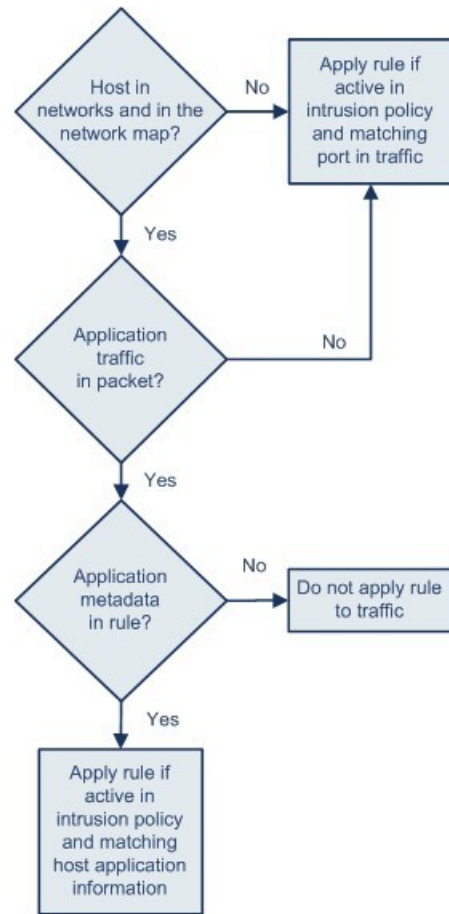 Host in
networks and in the
network map?
No
Apply rule if
active in
intrusion policy
and matching
port in traffic
Yes
Application
traffic
in packet?
No
Yes
Application
metadata
in rule?
No
Do not apply rule
to traffic
Yes
Apply rule if
active in
intrusion policy
and matching
host application
information